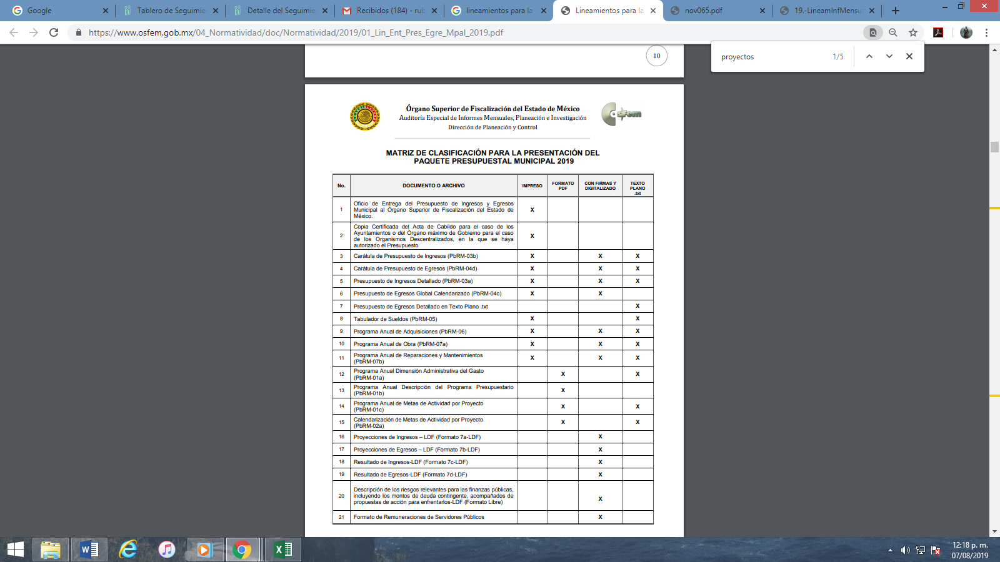 Google
Tablero de Seguimie
Detalle del Seguimie
Recibidos (184) - rub
lineamientos para la
Lineamientos para la
nov065.pdf
19.-LineamInfMensu
https://www.osfem.gob.mx/04_Normatividad/doc/Normatividad/2019/01_Lin_Ent_Pres_Egre_Mpal_2019.pdf
proyectos 1/5
10
Órgano Superior de Fiscalización del Estado de México
Auditoría Especial de Informes Mensuales, Planeación e Investigación
Dirección de Planeación y Control
osfem
MATRIZ DE CLASIFICACIÓN PARA LA PRESENTACIÓN DEL
PAQUETE PRESUPUESTAL MUNICIPAL 2019
No. DOCUMENTO O ARCHIVO IMPRESO FORMATO PDF CON FIRMAS Y DIGITALIZADO TEXTO PLANO .txt
1 Oficio de Entrega del Presupuesto de Ingresos y Egresos
Municipal al Órgano Superior de Fiscalización del Estado de X
México.
2 Copia Certificada del Acta de Cabildo para el caso de los
Ayuntamientos o del Órgano máximo de Gobierno para el caso
de los Organismos Descentralizados, en la que se haya X
autorizado el Presupuesto
3 Carátula de Presupuesto de Ingresos (PbRM-03b) X X X
4 Carátula de Presupuesto de Egresos (PbRM-04d) X X X
5 Presupuesto de Ingresos Detallado (PbRM-03a) X X X
6 Presupuesto de Egresos Global Calendarizado (PbRM-04c) X X
7 Presupuesto de Egresos Detallado en Texto Plano .txt X
8 Tabulador de Sueldos (PbRM-05) X X
9 Programa Anual de Adquisiciones (PbRM-06) X X X
10 Programa Anual de Obra (PbRM-07a) X X X
11 Programa Anual de Reparaciones y Mantenimientos
(PbRM-07b) X X X
12 Programa Anual Dimensión Administrativa del Gasto
(PbRM-01a) X X
13 Programa Anual Descripción del Programa Presupuestario
(PbRM-01b) X
14 Programa Anual de Metas de Actividad por Proyecto
(PbRM-01c) X X
15 Calendarización de Metas de Actividad por Proyecto
(PbRM-02a) X X
16 Proyecciones de Ingresos – LDF (Formato 7a-LDF) X
17 Proyecciones de Egresos – LDF (Formato 7b-LDF) X
18 Resultado de Ingresos-LDF (Formato 7c-LDF) X
19 Resultado de Egresos-LDF (Formato 7d-LDF) X
20 Descripción de los riesgos relevantes para las finanzas públicas,
incluyendo los montos de deuda contingente, acompañados de
propuestas de acción para enfrentarlos-LDF (Formato Libre) X
21 Formato de Remuneraciones de Servidores Públicos X
12:18 p. m.
07/08/2019